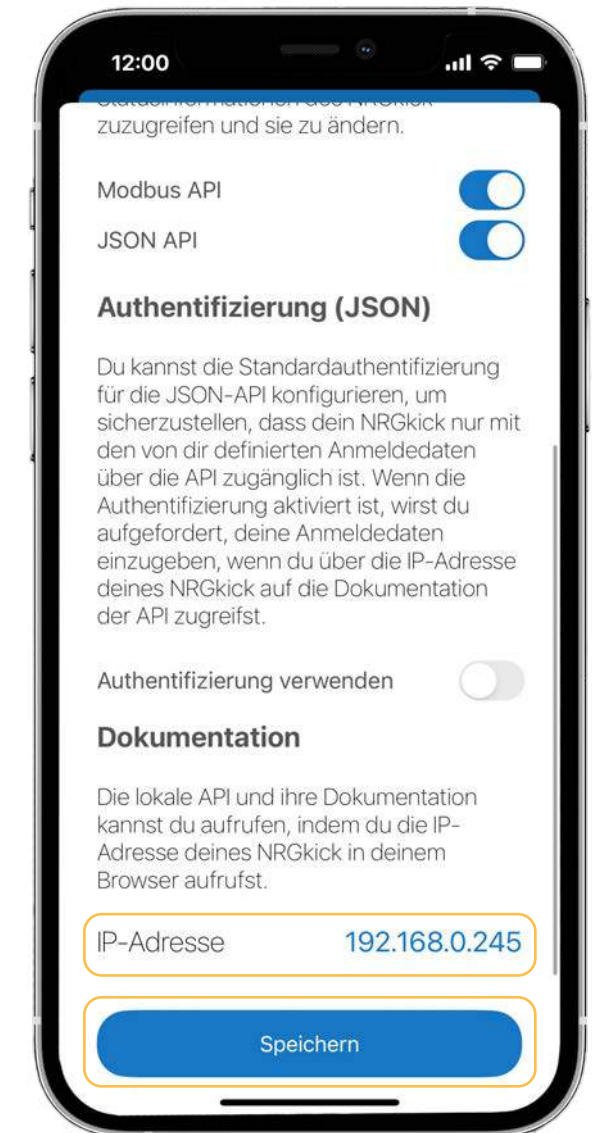 12:00
Statusinformationen des NRGkick
zuzugreifen und sie zu ändern.
Modbus API
JSON API
Authentifizierung (JSON)
Du kannst die Standardauthentifizierung
für die JSON-API konfigurieren, um
sicherzustellen, dass dein NRGkick nur mit
den von dir definierten Anmeldedaten
über die API zugänglich ist. Wenn die
Authentifizierung aktiviert ist, wirst du
aufgefordert, deine Anmeldedaten
einzugeben, wenn du über die IP-Adresse
deines NRGkick auf die Dokumentation
der API zugreifst.
Authentifizierung verwenden
Dokumentation
Die lokale API und ihre Dokumentation
kannst du aufrufen, indem du die IP-
Adresse deines NRGkick in deinem
Browser aufrufst.
IP-Adresse 192.168.0.245
Speichern